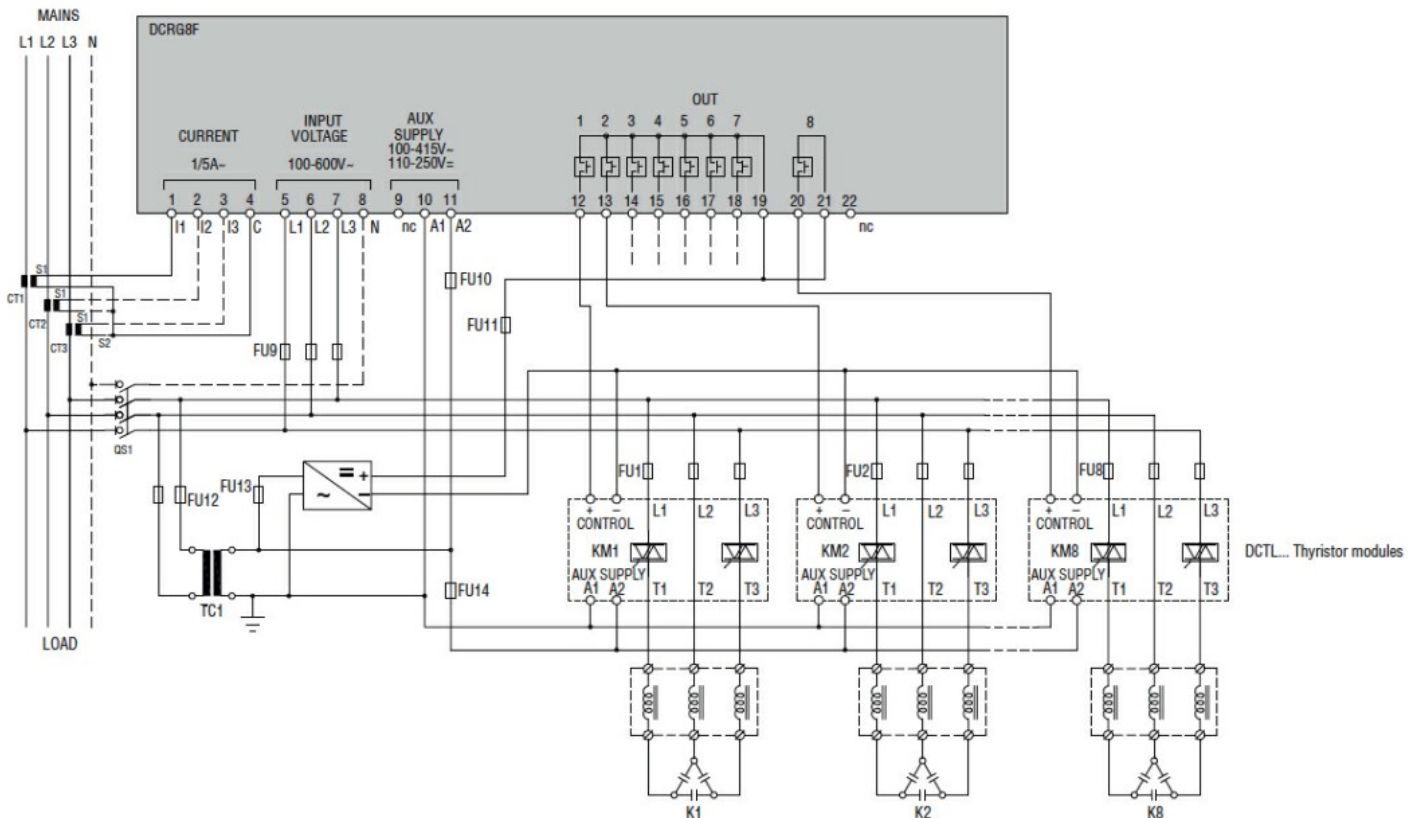 MAINS
L1 L2 L3 N
DCRG8F
OUT
1 2 3 4 5 6 7 8
CURRENT
1/5A~
INPUT
VOLTAGE
100-600V~
AUX
SUPPLY
100-415V~
110-250V=
1 2 3 4 5 6 7 8 9 10 11 12 13 14 15 16 17 18 19 20 21 22
I1 I2 I3 C L1 L2 L3 N nc A1 A2 nc
S1
CT1
S1
CT2
S1
CT3
S2
FU10
FU11
FU9
QS1
FU12
FU13
= +
~ –
FU14
TC1
LOAD
FU1 FU2 FU8
+ – L1 L2 L3
CONTROL
KM1
AUX SUPPLY
A1 A2 T1 T2 T3
+ – L1 L2 L3
CONTROL
KM2
AUX SUPPLY
A1 A2 T1 T2 T3
+ – L1 L2 L3
CONTROL
KM8
AUX SUPPLY
A1 A2 T1 T2 T3
DCTL... Thyristor modules
K1 K2 K8